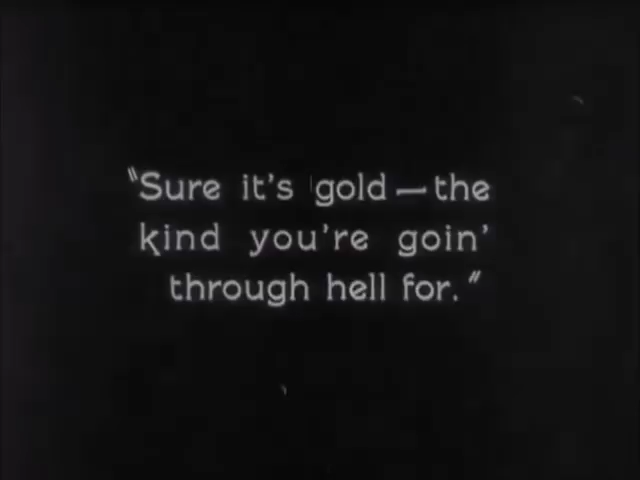 "Sure it's gold — the
kind you're goin'
through hell for."